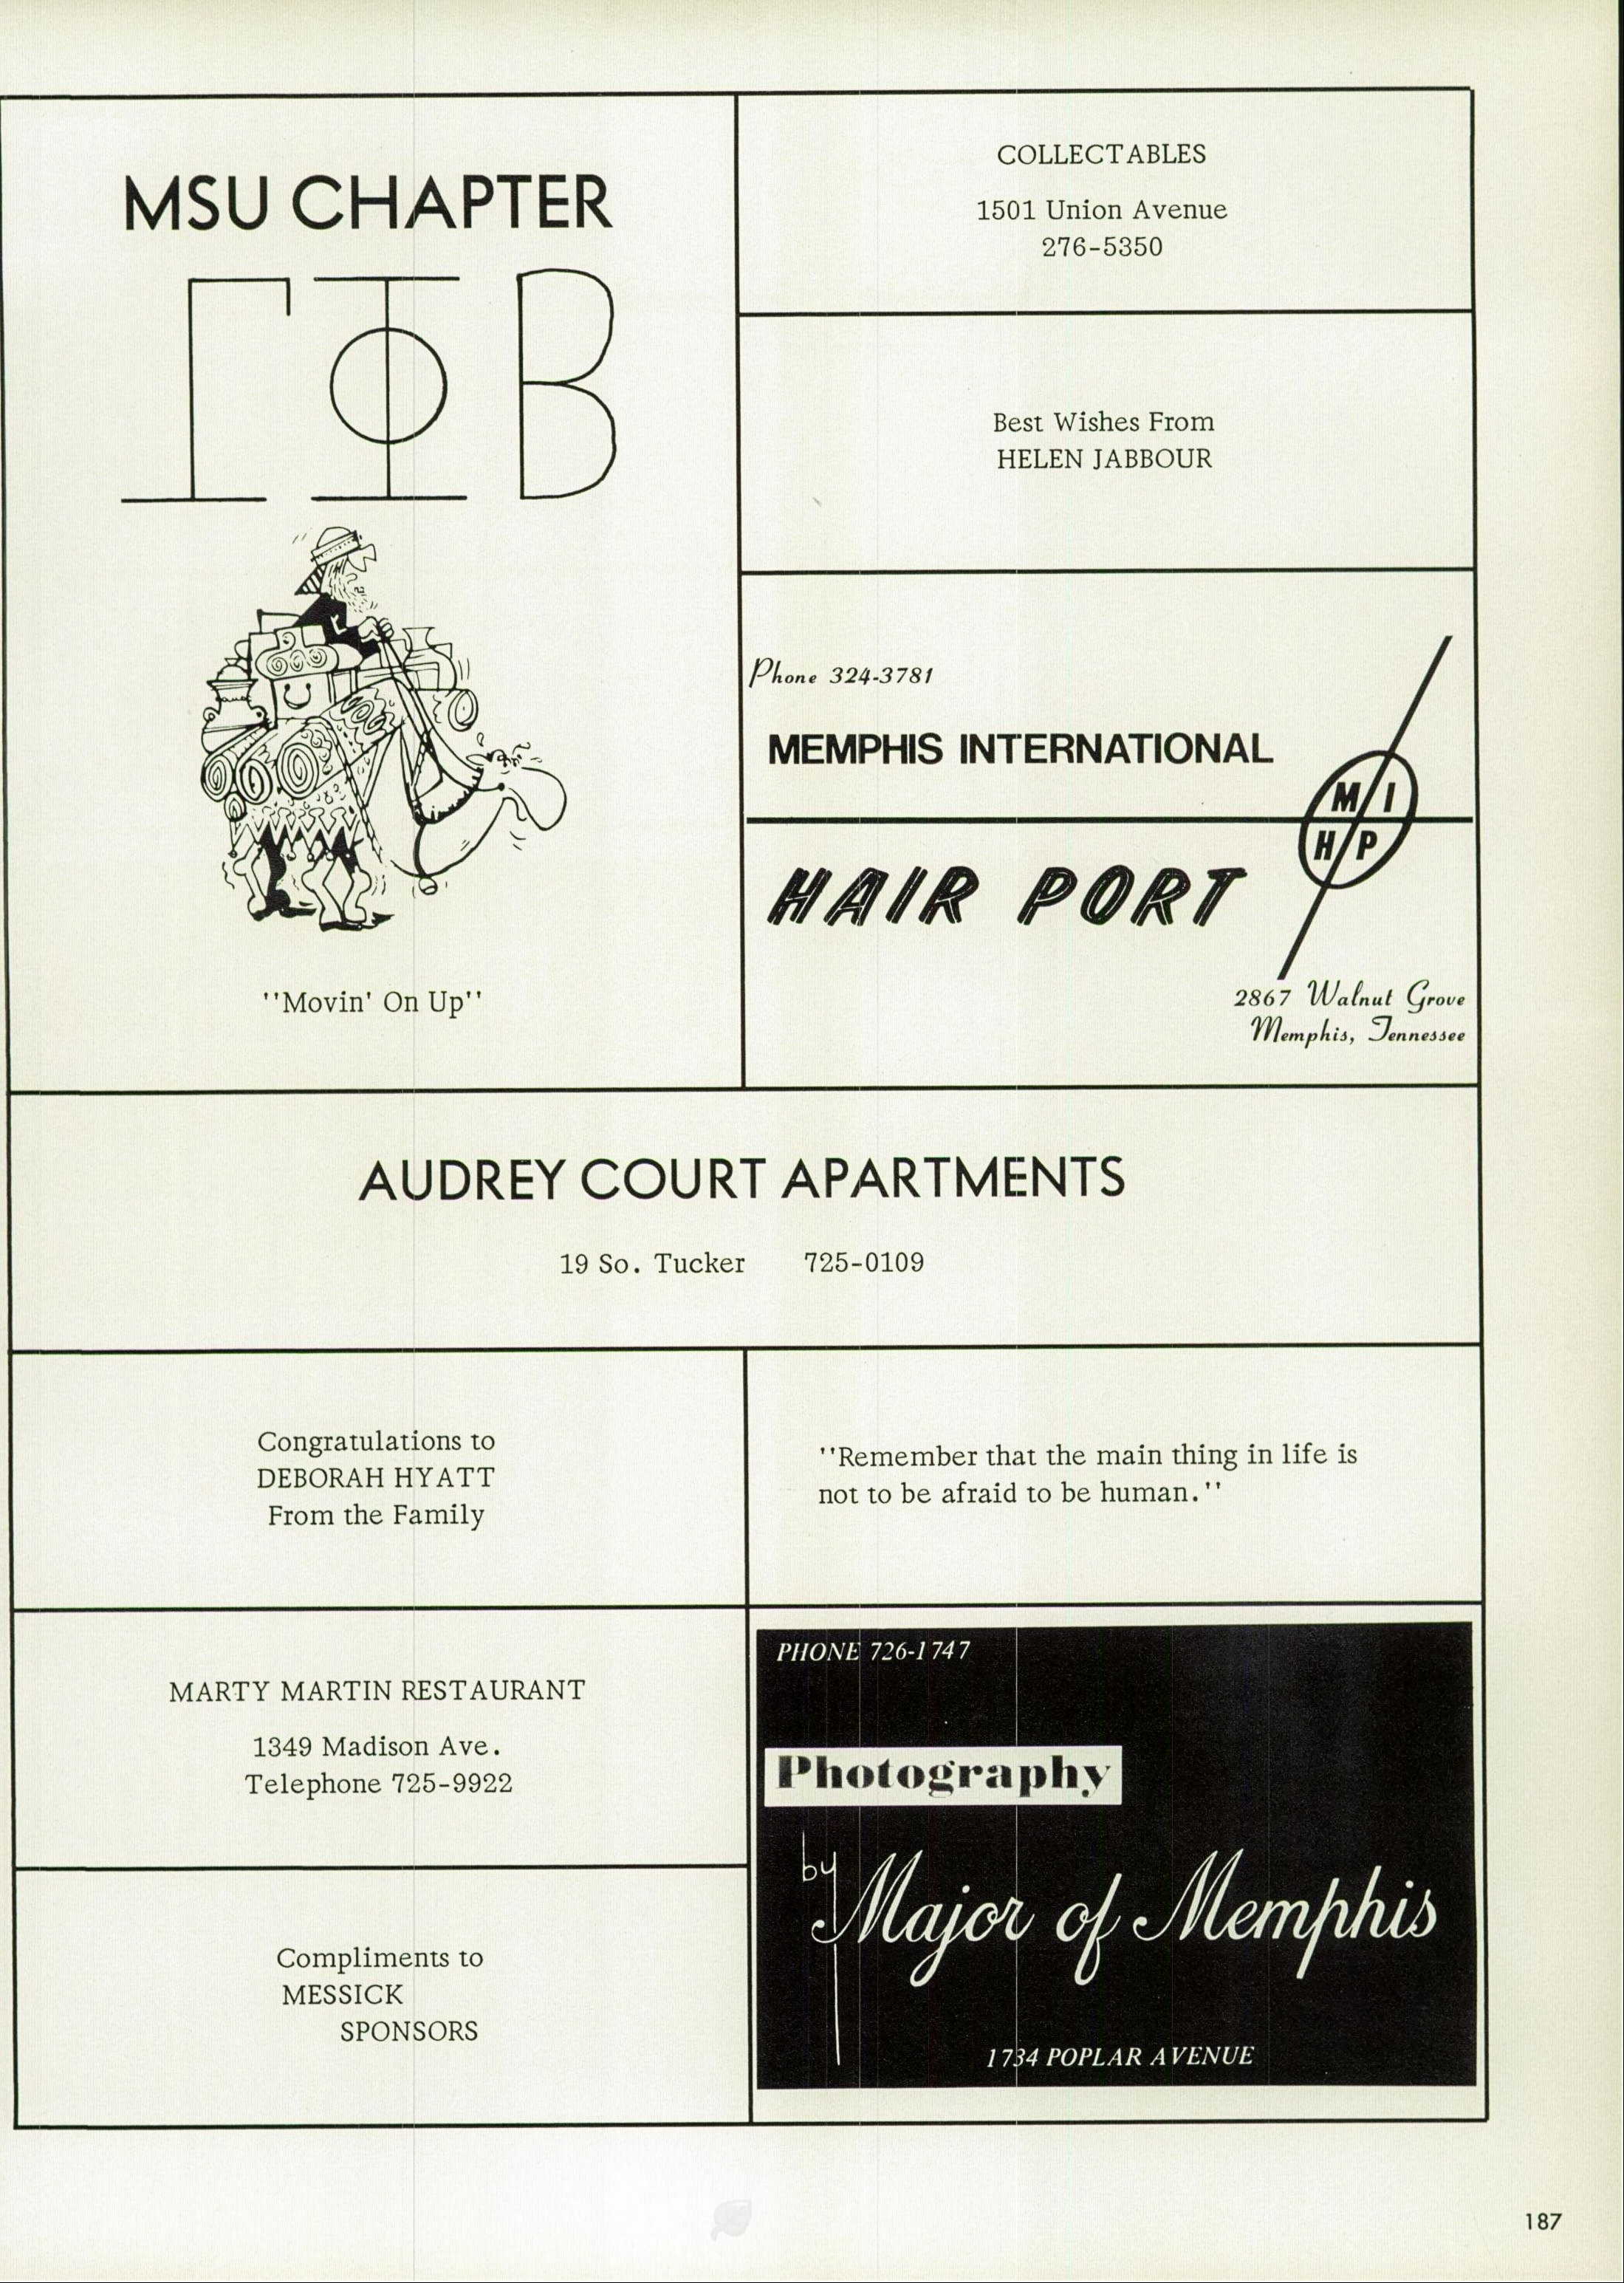 MSU CHAPTER
ΓΦΒ
''Movin' On Up''
COLLECTABLES
1501 Union Avenue
276-5350
Best Wishes From
HELEN JABBOUR
Phone 324-3781
MEMPHIS INTERNATIONAL
M I
H P
HAIR PORT
2867 Walnut Grove
Memphis, Tennessee
AUDREY COURT APARTMENTS
19 So. Tucker 725-0109
Congratulations to
DEBORAH HYATT
From the Family
''Remember that the main thing in life is
not to be afraid to be human.''
MARTY MARTIN RESTAURANT
1349 Madison Ave.
Telephone 725-9922
Compliments to
MESSICK
SPONSORS
PHONE 726-1747
Photography
by
Major of Memphis
1734 POPLAR AVENUE
187